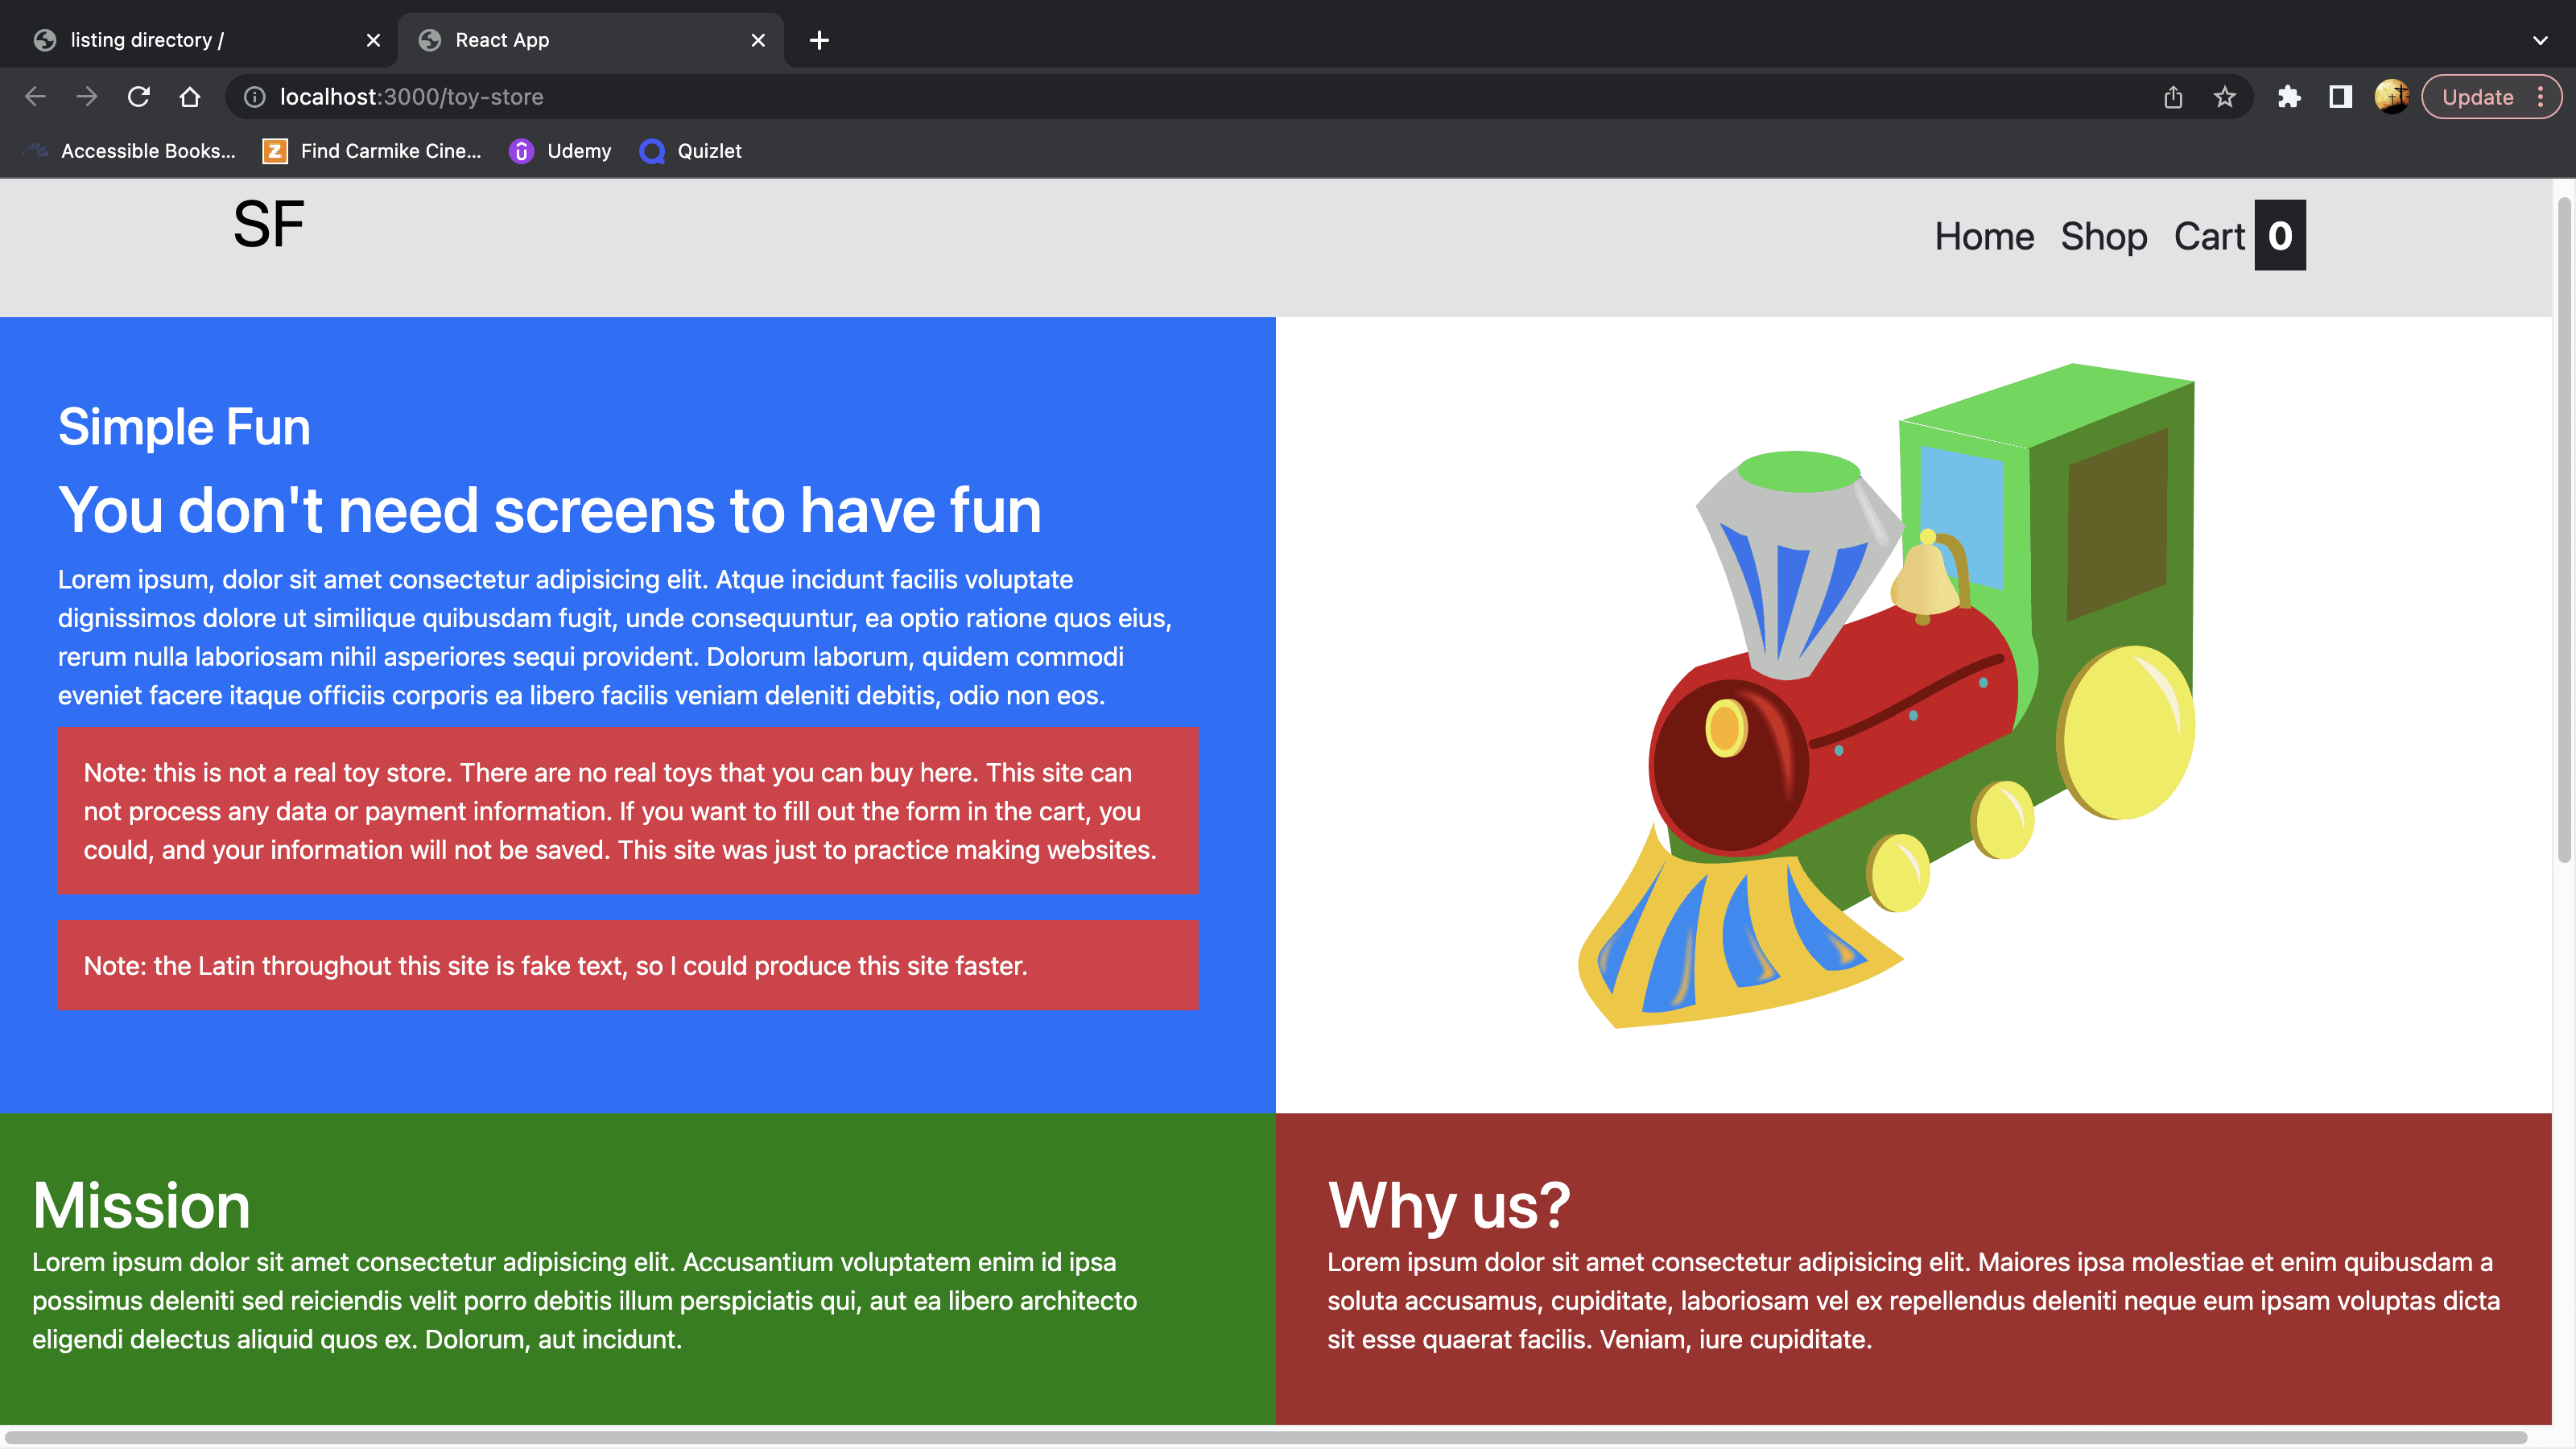 listing directory /
React App
localhost:3000/toy-store
Update
Accessible Books...
Find Carmike Cine...
Udemy
Quizlet
SF
Home Shop Cart 0
Simple Fun
You don't need screens to have fun
Lorem ipsum, dolor sit amet consectetur adipisicing elit. Atque incidunt facilis voluptate
dignissimos dolore ut similique quibusdam fugit, unde consequuntur, ea optio ratione quos eius,
rerum nulla laboriosam nihil asperiores sequi provident. Dolorum laborum, quidem commodi
eveniet facere itaque officiis corporis ea libero facilis veniam deleniti debitis, odio non eos.
Note: this is not a real toy store. There are no real toys that you can buy here. This site can
not process any data or payment information. If you want to fill out the form in the cart, you
could, and your information will not be saved. This site was just to practice making websites.
Note: the Latin throughout this site is fake text, so I could produce this site faster.
Mission
Lorem ipsum dolor sit amet consectetur adipisicing elit. Accusantium voluptatem enim id ipsa
possimus deleniti sed reiciendis velit porro debitis illum perspiciatis qui, aut ea libero architecto
eligendi delectus aliquid quos ex. Dolorum, aut incidunt.
Why us?
Lorem ipsum dolor sit amet consectetur adipisicing elit. Maiores ipsa molestiae et enim quibusdam a
soluta accusamus, cupiditate, laboriosam vel ex repellendus deleniti neque eum ipsam voluptas dicta
sit esse quaerat facilis. Veniam, iure cupiditate.